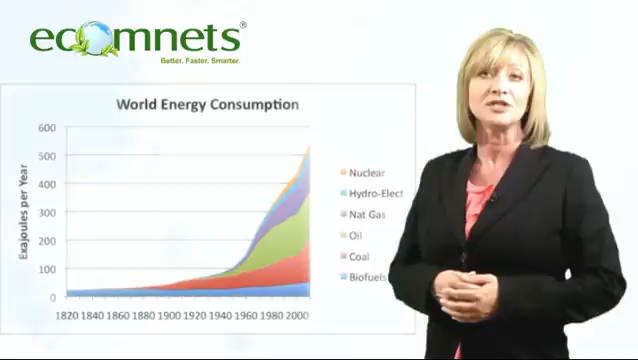 ecomnets®
Better. Faster. Smarter.
World Energy Consumption
600
500
400
300
200
100
0
Exajoules per Year
Nuclear
Hydro-Elect
Nat Gas
Oil
Coal
Biofuels
1820 1840 1860 1880 1900 1920 1940 1960 1980 2000